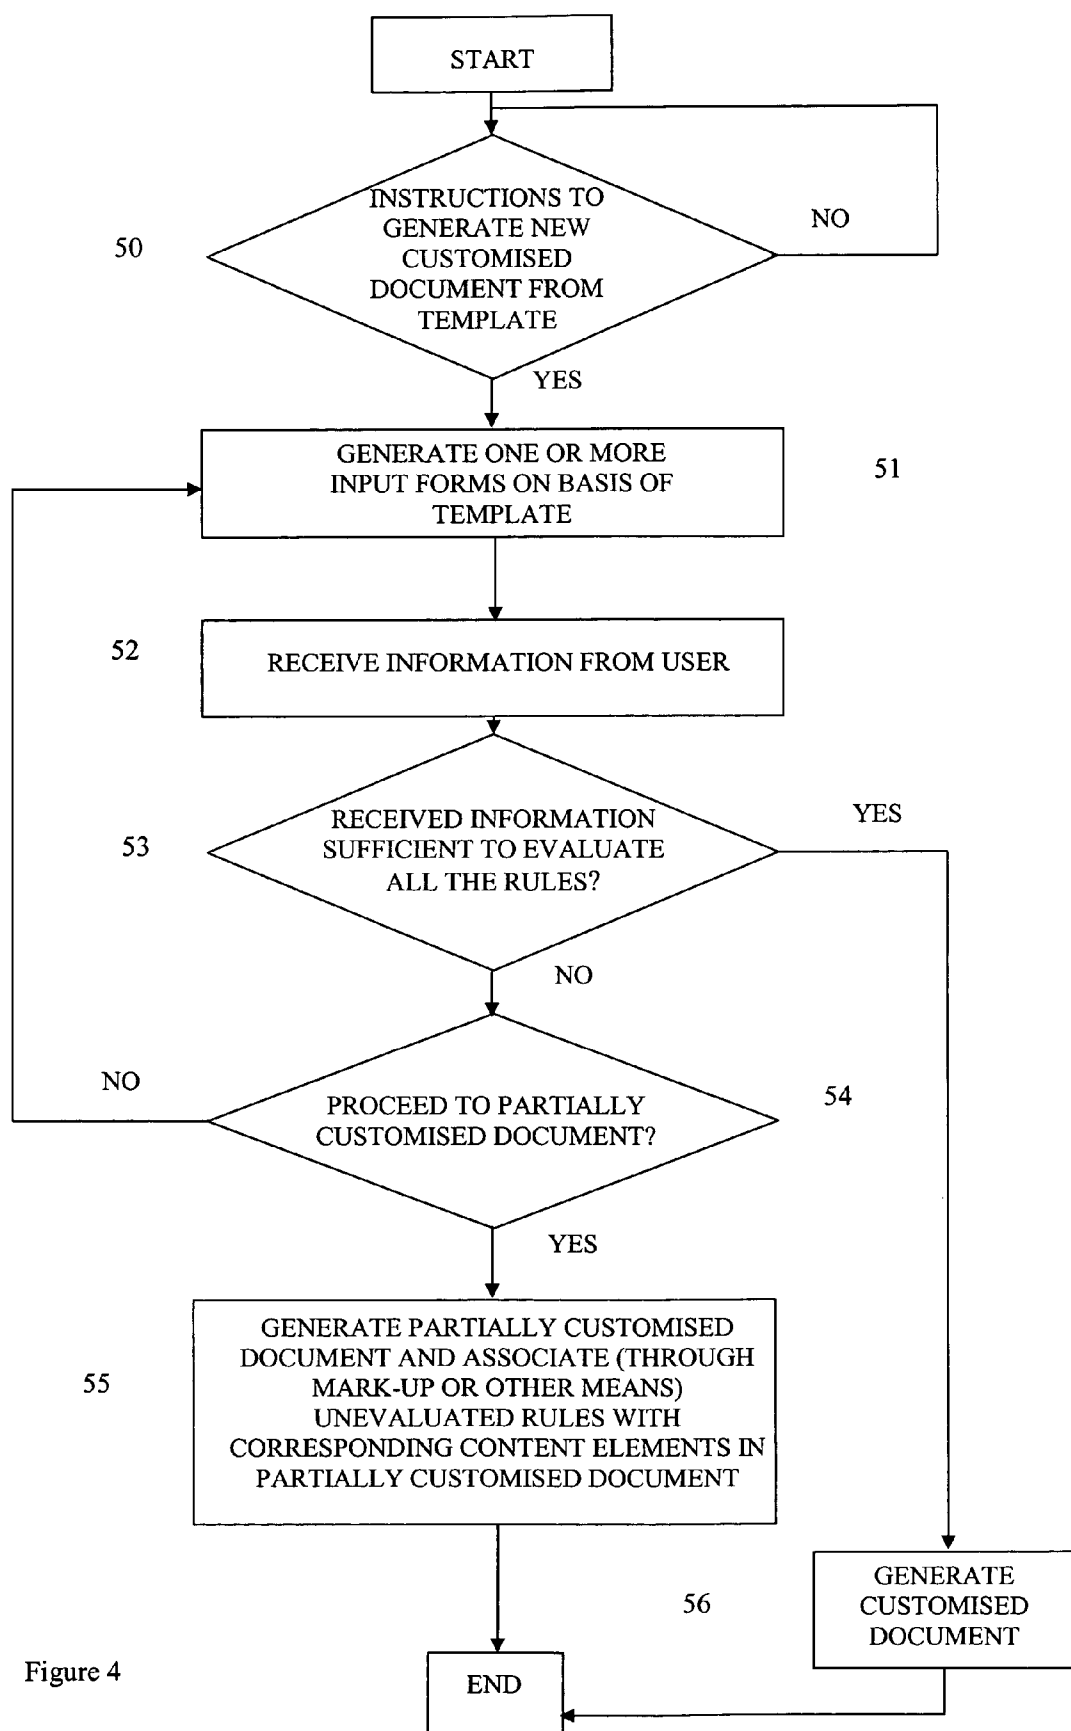 START
INSTRUCTIONS TO
GENERATE NEW
CUSTOMISED
DOCUMENT FROM
TEMPLATE
50
NO
YES
GENERATE ONE OR MORE
INPUT FORMS ON BASIS OF
TEMPLATE
51
52
RECEIVE INFORMATION FROM USER
53
RECEIVED INFORMATION
SUFFICIENT TO EVALUATE
ALL THE RULES?
YES
NO
NO
PROCEED TO PARTIALLY
CUSTOMISED DOCUMENT?
54
YES
55
GENERATE PARTIALLY CUSTOMISED
DOCUMENT AND ASSOCIATE (THROUGH
MARK-UP OR OTHER MEANS)
UNEVALUATED RULES WITH
CORRESPONDING CONTENT ELEMENTS IN
PARTIALLY CUSTOMISED DOCUMENT
56
GENERATE
CUSTOMISED
DOCUMENT
END
Figure 4